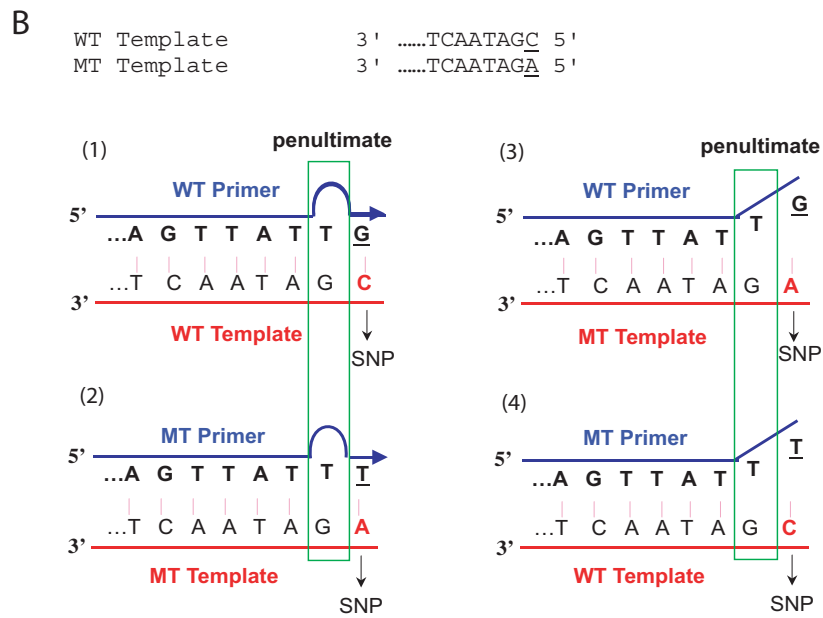 B
WT Template 3' ......TCAATAGC 5'
MT Template 3' ......TCAATAGA 5'
(1)
penultimate
WT Primer
5’
...A G T T A T T G
...T C A A T A G C
3’
WT Template
SNP
(2)
MT Primer
5’
...A G T T A T T T
...T C A A T A G A
3’
MT Template
SNP
(3)
penultimate
WT Primer
5’
...A G T T A T T G
...T C A A T A G A
3’
MT Template
SNP
(4)
MT Primer
5’
...A G T T A T T T
...T C A A T A G C
3’
WT Template
SNP